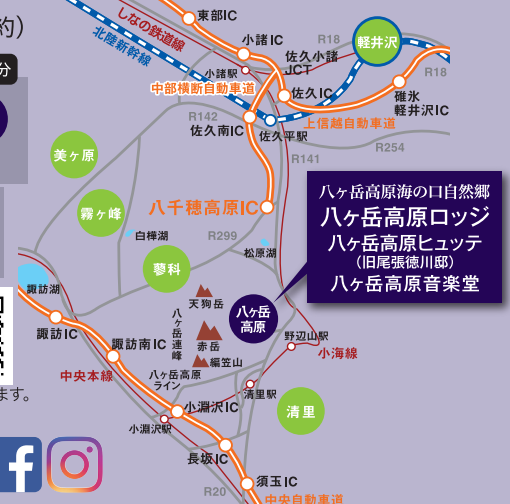 約)
東部IC
しなの鉄道線
小諸IC
R18
軽井沢
北陸新幹線
佐久小諸
JCT
R18
分
小諸駅
中部横断自動車道
佐久IC
碓氷
軽井沢IC
R142
佐久南IC
佐久平駅
上信越自動車道
R254
R141
美ヶ原
霧ヶ峰
八千穂高原IC
白樺湖
R299
松原湖
蓼科
八ヶ岳高原海の口自然郷
八ヶ岳高原ロッジ
八ヶ岳高原ヒュッテ
(旧尾張徳川邸)
八ヶ岳高原音楽堂
諏訪湖
天狗岳
八ヶ岳連峰
八ヶ岳
高原
諏訪IC
赤岳
野辺山駅
諏訪南IC
編笠山
小海線
中央本線
八ヶ岳高原
ライン
清里駅
ます。
小淵沢IC
清里
小淵沢駅
長坂IC
須玉IC
R20
中央自動車道